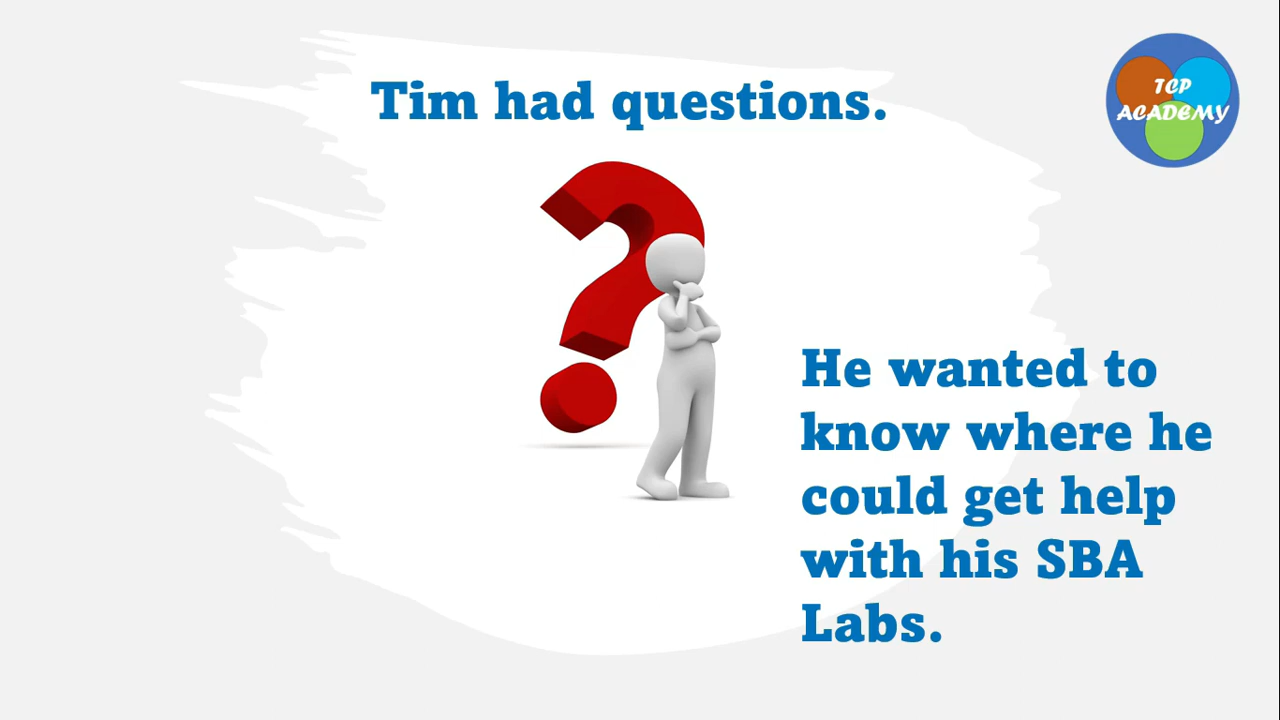 Tim had questions.
TCP
ACADEMY
He wanted to
know where he
could get help
with his SBA
Labs.